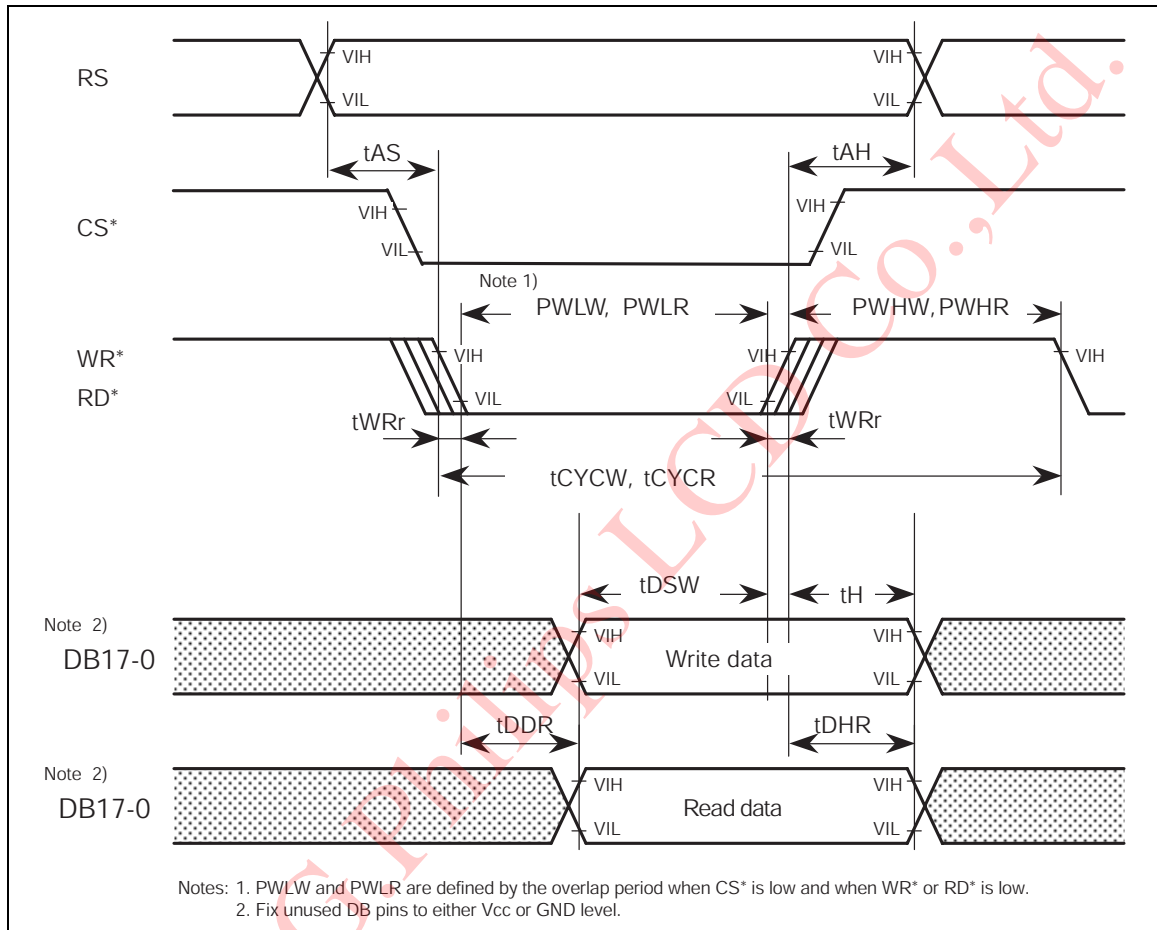 RS
VIH
VIH
VIL
VIL
tAS
tAH
CS*
VIH
VIH
VIL
VIL
Note 1)
PWLW, PWLR
PWHW, PWHR
WR*
VIH
VIH
VIH
RD*
VIL
VIL
tWRr
tWRr
tCYCW, tCYCR
tDSW
tH
Note 2)
DB17-0
VIH
VIH
Write data
VIL
VIL
tDDR
tDHR
Note 2)
DB17-0
VIH
VIH
Read data
VIL
VIL
Notes: 1. PWLW and PWLR are defined by the overlap period when CS* is low and when WR* or RD* is low.
2. Fix unused DB pins to either Vcc or GND level.
G.Philips LCD Co.,Ltd.